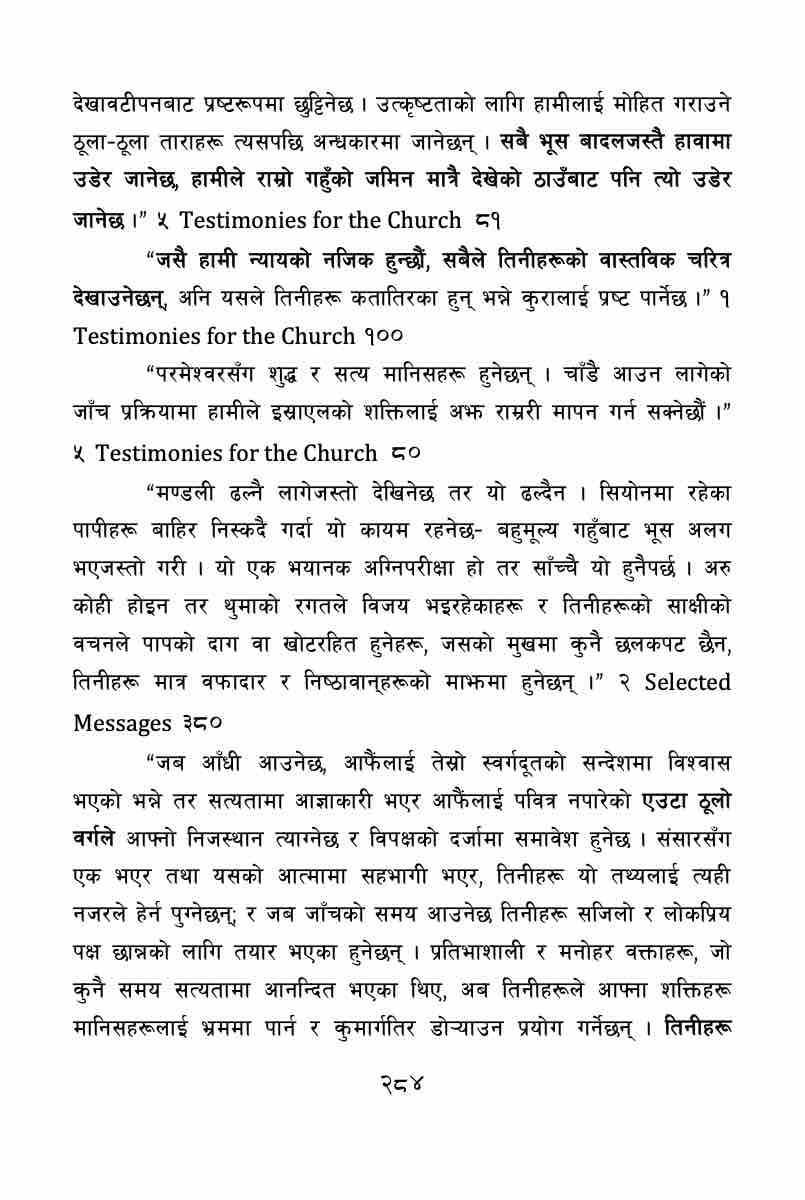 देखावटीपनबाट प्रष्टरूपमा छुट्टिनेछ । उत्कृष्टताको लागि हामीलाई मोहित गराउने
ठूला-ठूला ताराहरू त्यसपछि अन्धकारमा जानेछन् । सबै भूस बादलजस्तै हावामा
उडेर जानेछ, हामीले राम्रो गहुँको जमिन मात्रै देखेको ठाउँबाट पनि त्यो उडेर
जानेछ ।” ५ Testimonies for the Church ८१
“जसै हामी न्यायको नजिक हुन्छौं, सबैले तिनीहरूको वास्तविक चरित्र
देखाउनेछन्, अनि यसले तिनीहरू कतातिरका हुन् भन्ने कुरालाई प्रष्ट पार्नेछ ।” १
Testimonies for the Church १००
“परमेश्वरसँग शुद्ध र सत्य मानिसहरू हुनेछन् । चाँडै आउन लागेको
जाँच प्रक्रियामा हामीले इस्राएलको शक्तिलाई अझ राम्ररी मापन गर्न सक्नेछौं ।”
५ Testimonies for the Church ८०
“मण्डली ढल्नै लागेजस्तो देखिनेछ तर यो ढल्दैन । सियोनमा रहेका
पापीहरू बाहिर निस्कदै गर्दा यो कायम रहनेछ- बहुमूल्य गहुँबाट भूस अलग
भएजस्तो गरी । यो एक भयानक अग्निपरीक्षा हो तर साँच्चै यो हुनैपर्छ । अरु
कोही होइन तर थुमाको रगतले विजय भइरहेकाहरू र तिनीहरूको साक्षीको
वचनले पापको दाग वा खोटरहित हुनेहरू, जसको मुखमा कुनै छलकपट छैन,
तिनीहरू मात्र वफादार र निष्ठावान्हरूको माझमा हुनेछन् ।” २ Selected
Messages ३८०
“जब आँधी आउनेछ, आफैंलाई तेस्रो स्वर्गदूतको सन्देशमा विश्वास
भएको भन्ने तर सत्यतामा आज्ञाकारी भएर आफैंलाई पवित्र नपारेको एउटा ठूलो
वर्गले आफ्नो निजस्थान त्याग्नेछ र विपक्षको दर्जामा समावेश हुनेछ । संसारसँग
एक भएर तथा यसको आत्मामा सहभागी भएर, तिनीहरू यो तथ्यलाई त्यही
नजरले हेर्न पुग्नेछन्; र जब जाँचको समय आउनेछ तिनीहरू सजिलो र लोकप्रिय
पक्ष छान्नको लागि तयार भएका हुनेछन् । प्रतिभाशाली र मनोहर वक्ताहरू, जो
कुनै समय सत्यतामा आनन्दित भएका थिए, अब तिनीहरूले आफ्ना शक्तिहरू
मानिसहरूलाई भ्रममा पार्न र कुमार्गतिर डोऱ्याउन प्रयोग गर्नेछन् । तिनीहरू
२८४